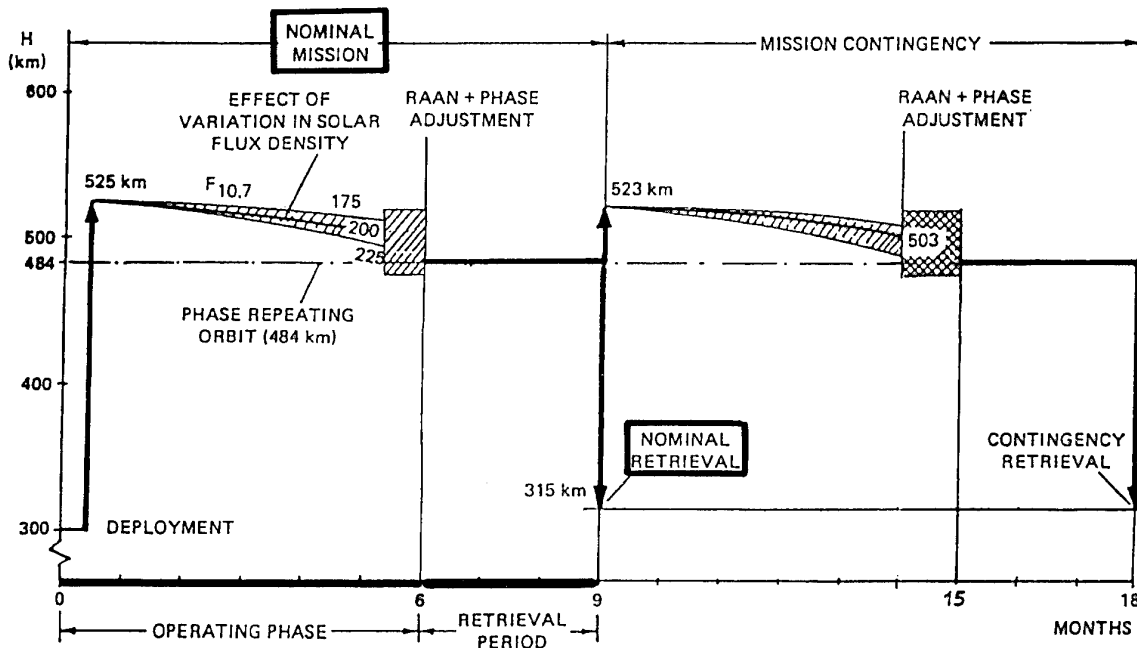 H
(km)
NOMINAL
MISSION
MISSION CONTINGENCY
600
EFFECT OF
VARIATION IN SOLAR
FLUX DENSITY
RAAN + PHASE
ADJUSTMENT
RAAN + PHASE
ADJUSTMENT
525 km
F10.7
175
200
225
523 km
503
500
484
PHASE REPEATING
ORBIT (484 km)
400
NOMINAL
RETRIEVAL
CONTINGENCY
RETRIEVAL
315 km
300
DEPLOYMENT
0
6
9
15
18
OPERATING PHASE
RETRIEVAL
PERIOD
MONTHS